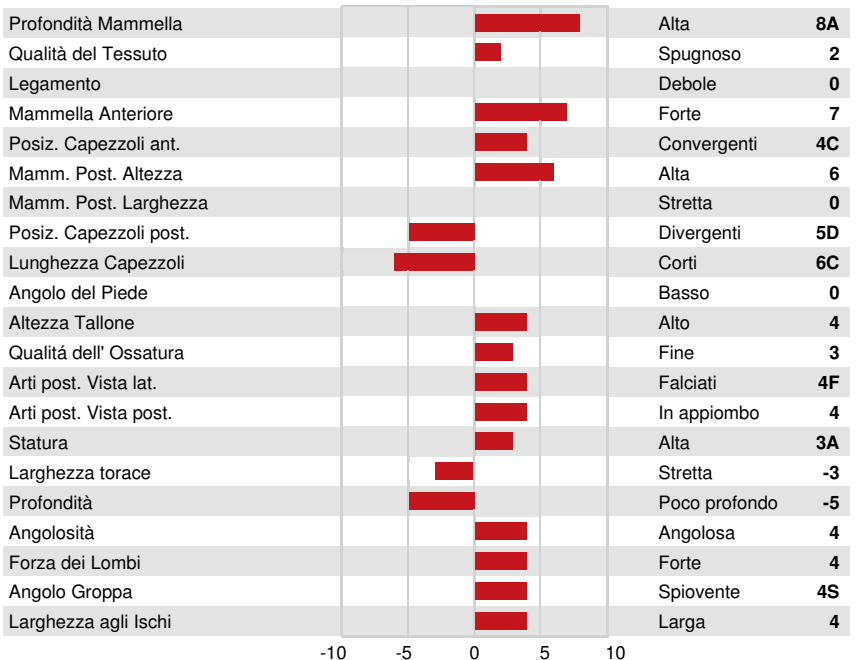 Profondità Mammella Alta 8A
Qualità del Tessuto Spugnoso 2
Legamento Debole 0
Mammella Anteriore Forte 7
Posiz. Capezzoli ant. Convergenti 4C
Mamm. Post. Altezza Alta 6
Mamm. Post. Larghezza Stretta 0
Posiz. Capezzoli post. Divergenti 5D
Lunghezza Capezzoli Corti 6C
Angolo del Piede Basso 0
Altezza Tallone Alto 4
Qualitá dell' Ossatura Fine 3
Arti post. Vista lat. Falciati 4F
Arti post. Vista post. In appiombo 4
Statura Alta 3A
Larghezza torace Stretta -3
Profondità Poco profondo -5
Angolosità Angolosa 4
Forza dei Lombi Forte 4
Angolo Groppa Spiovente 4S
Larghezza agli Ischi Larga 4
-10 -5 0 5 10